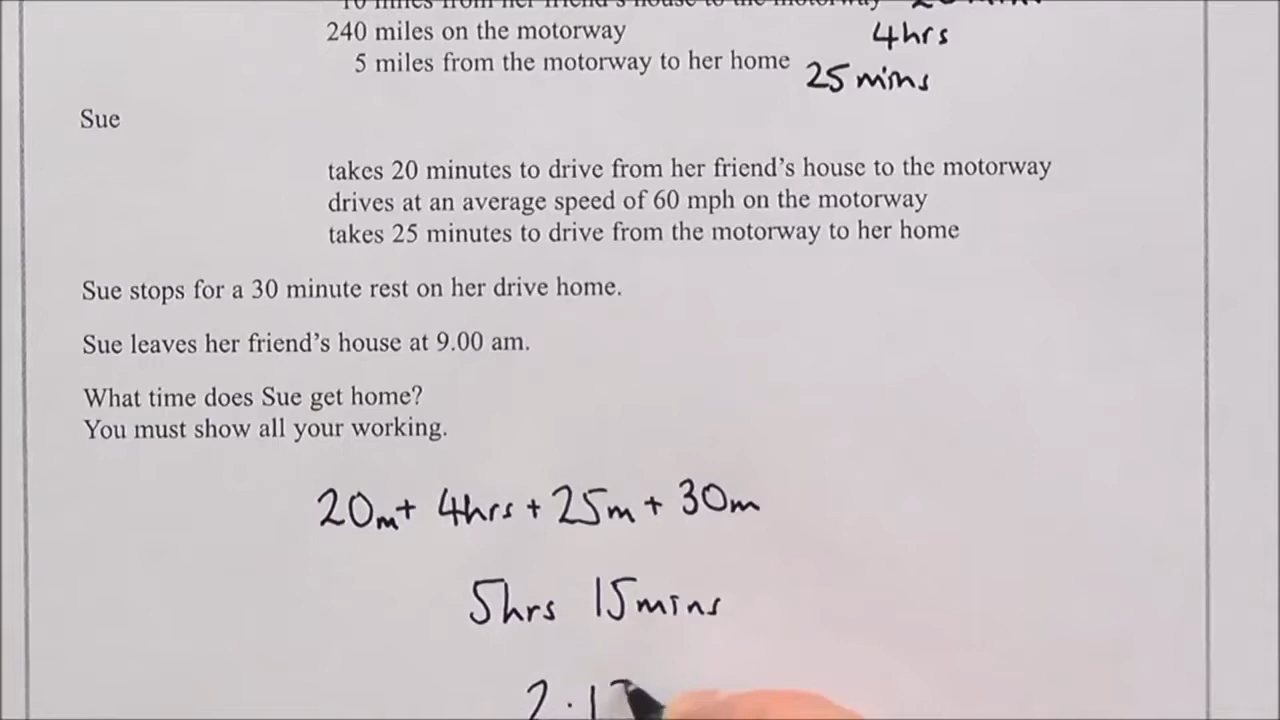 240 miles on the motorway
4hrs
5 miles from the motorway to her home
25 mins
Sue
takes 20 minutes to drive from her friend's house to the motorway
drives at an average speed of 60 mph on the motorway
takes 25 minutes to drive from the motorway to her home
Sue stops for a 30 minute rest on her drive home.
Sue leaves her friend's house at 9.00 am.
What time does Sue get home?
You must show all your working.
20m+ 4hrs + 25m + 30m
5hrs 15mins
2.1